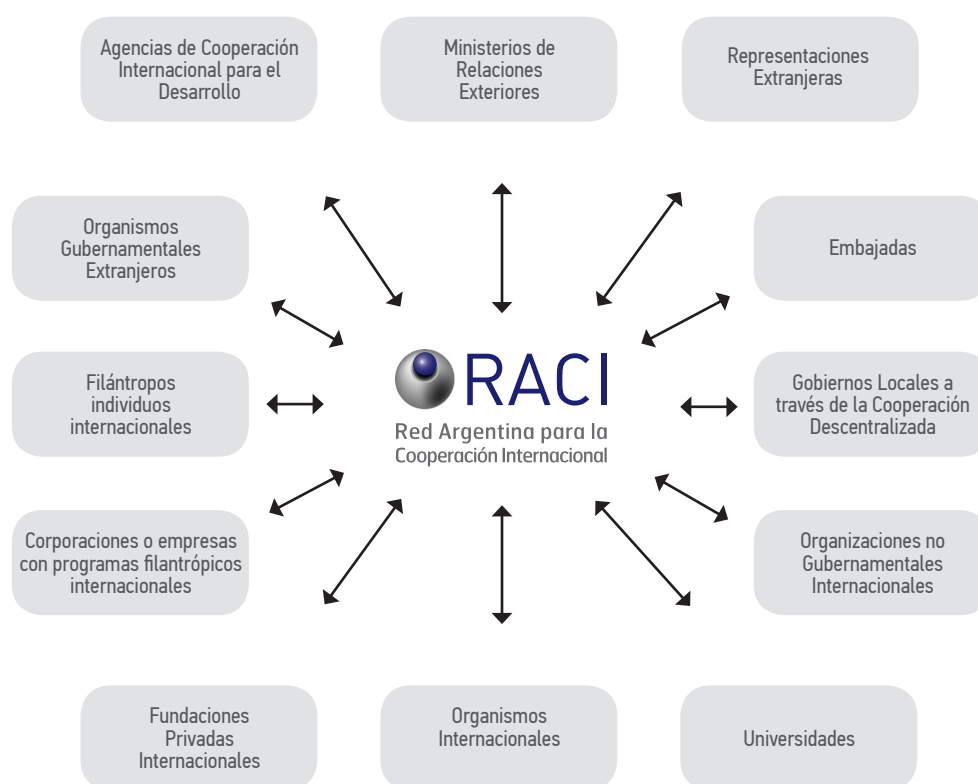 Agencias de Cooperación
Internacional para el
Desarrollo
Ministerios de
Relaciones
Exteriores
Representaciones
Extranjeras
Organismos
Gubernamentales
Extranjeros
Embajadas
Filántropos
individuos
internacionales
RACI
Red Argentina para la
Cooperación Internacional
Gobiernos Locales a
través de la Cooperación
Descentralizada
Corporaciones o empresas
con programas filantrópicos
internacionales
Organizaciones no
Gubernamentales
Internacionales
Fundaciones
Privadas
Internacionales
Organismos
Internacionales
Universidades